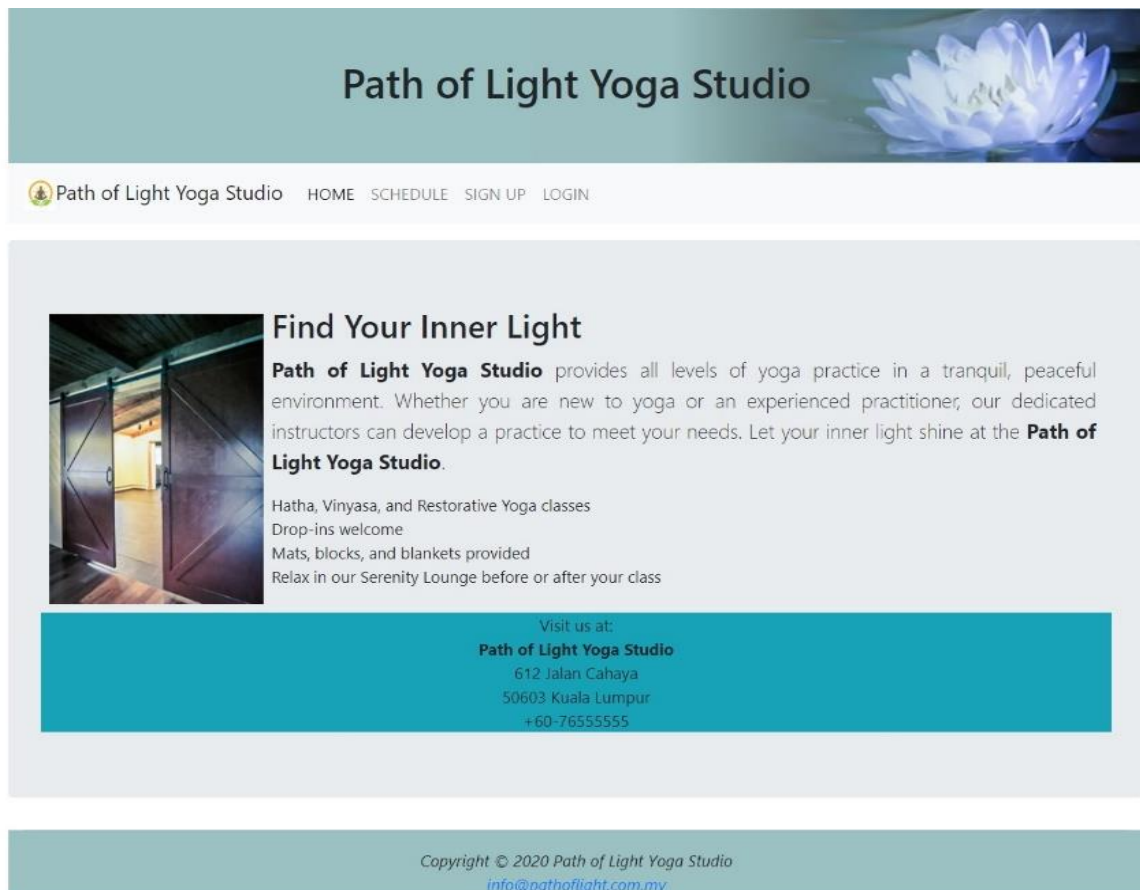 Path of Light Yoga Studio
Path of Light Yoga Studio HOME SCHEDULE SIGN UP LOGIN
Find Your Inner Light
Path of Light Yoga Studio provides all levels of yoga practice in a tranquil, peaceful
environment. Whether you are new to yoga or an experienced practitioner, our dedicated
instructors can develop a practice to meet your needs. Let your inner light shine at the Path of
Light Yoga Studio.
Hatha, Vinyasa, and Restorative Yoga classes
Drop-ins welcome
Mats, blocks, and blankets provided
Relax in our Serenity Lounge before or after your class
Visit us at:
Path of Light Yoga Studio
612 Jalan Cahaya
50603 Kuala Lumpur
+60-76555555
Copyright © 2020 Path of Light Yoga Studio
info@pathoflight.com.my